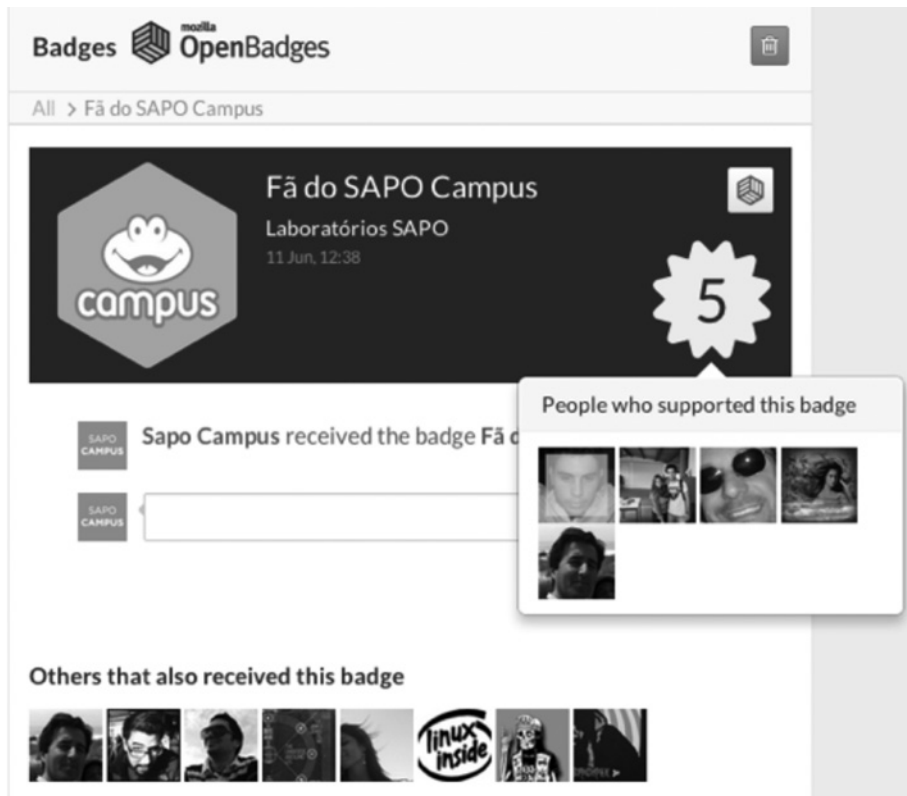 Badges mozilla OpenBadges
All > Fã do SAPO Campus
Fã do SAPO Campus
Laboratórios SAPO
11 Jun, 12:38
campus
5
People who supported this badge
SAPO CAMPUS
Sapo Campus received the badge Fã d
SAPO CAMPUS
Others that also received this badge
linux inside